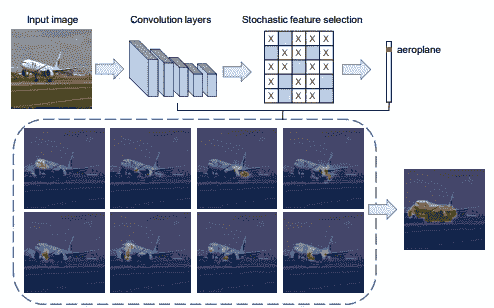 Input image
Convolution layers
Stochastic feature selection
aeroplane